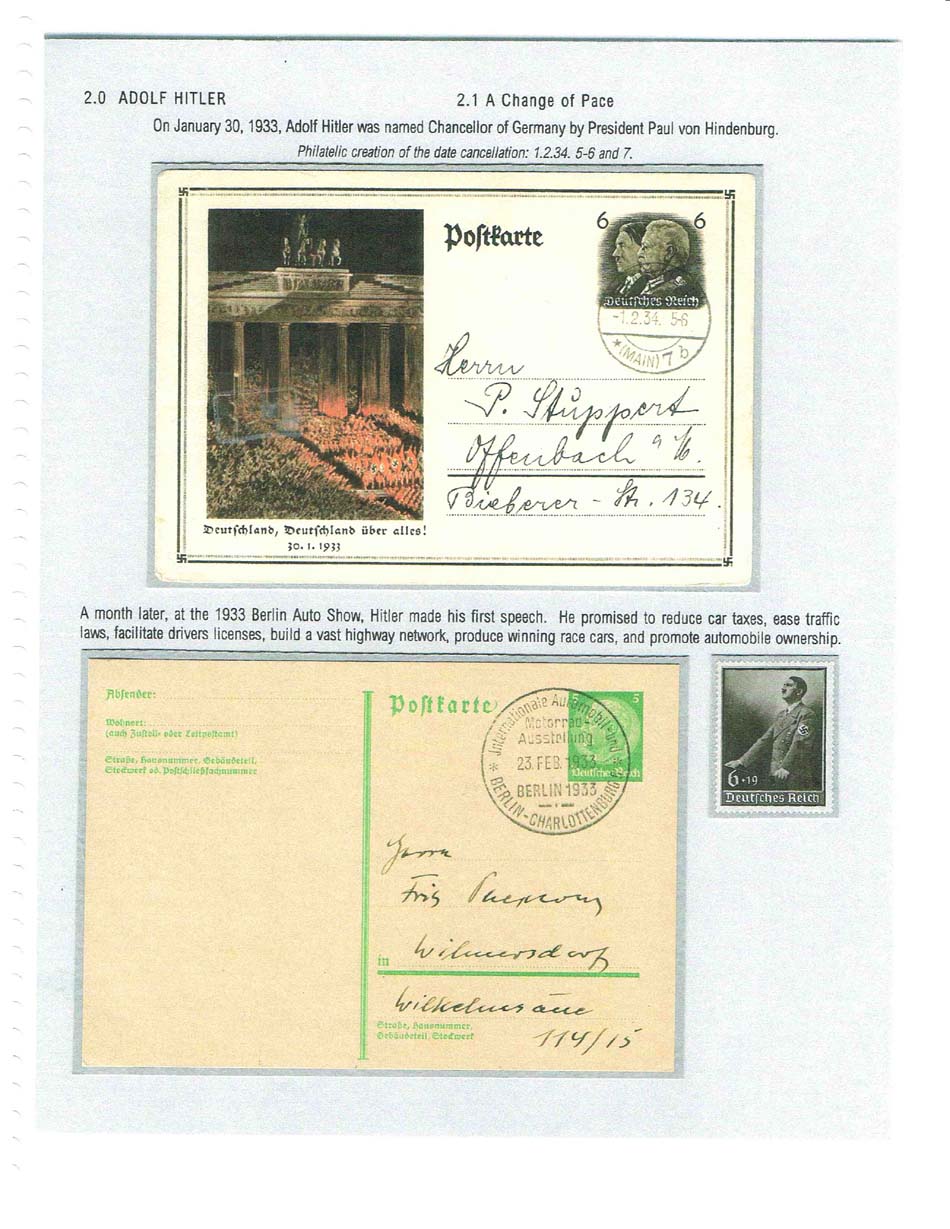 2.0 ADOLF HITLER
2.1 A Change of Pace
On January 30, 1933, Adolf Hitler was named Chancellor of Germany by President Paul von Hindenburg.
Philatelic creation of the date cancellation: 1.2.34. 5-6 and 7.
Postkarte
6 6
Deutsches Reich
-1.2.34. 5-6
* (MAIN) 7 b
Herrn
P. Stuppert
Offenbach a/M.
Bieberer-Str. 134.
Deutschland, Deutschland über alles!
30.1.1933
A month later, at the 1933 Berlin Auto Show, Hitler made his first speech. He promised to reduce car taxes, ease traffic
laws, facilitate drivers licenses, build a vast highway network, produce winning race cars, and promote automobile ownership.
Absender:
Wohnort:
(auch Zustell- oder Leitpostamt)
Straße, Hausnummer, Gebäudeteil,
Stockwerk od. Postschließfachnummer
Postkarte
5 5
Deutsches Reich
Internationale Automobil- und
Motorrad-
Ausstellung
23. FEB. 1933
BERLIN 1933
* BERLIN-CHARLOTTENBURG *
Herrn
Fritz
in Wilmersdorf
Wilhelmsaue
114/15
Straße, Hausnummer,
Gebäudeteil, Stockwerk
6+19
Deutsches Reich